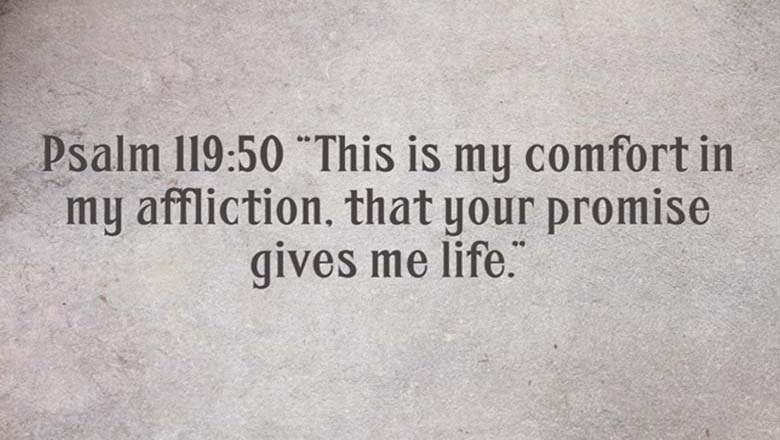 Psalm 119:50 "This is my comfort in
my affliction, that your promise
gives me life."